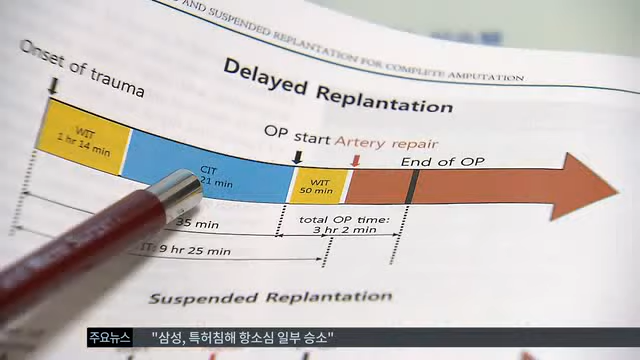 AND SUSPENDED REPLANTATION FOR COMPLETE AMPUTATION
Delayed Replantation
Onset of trauma
OP start Artery repair
End of OP
WIT
1 hr 14 min
CIT
21 min
WIT
50 min
35 min
total OP time:
3 hr 2 min
IT: 9 hr 25 min
Suspended Replantation
주요뉴스 "삼성, 특허침해 항소심 일부 승소"